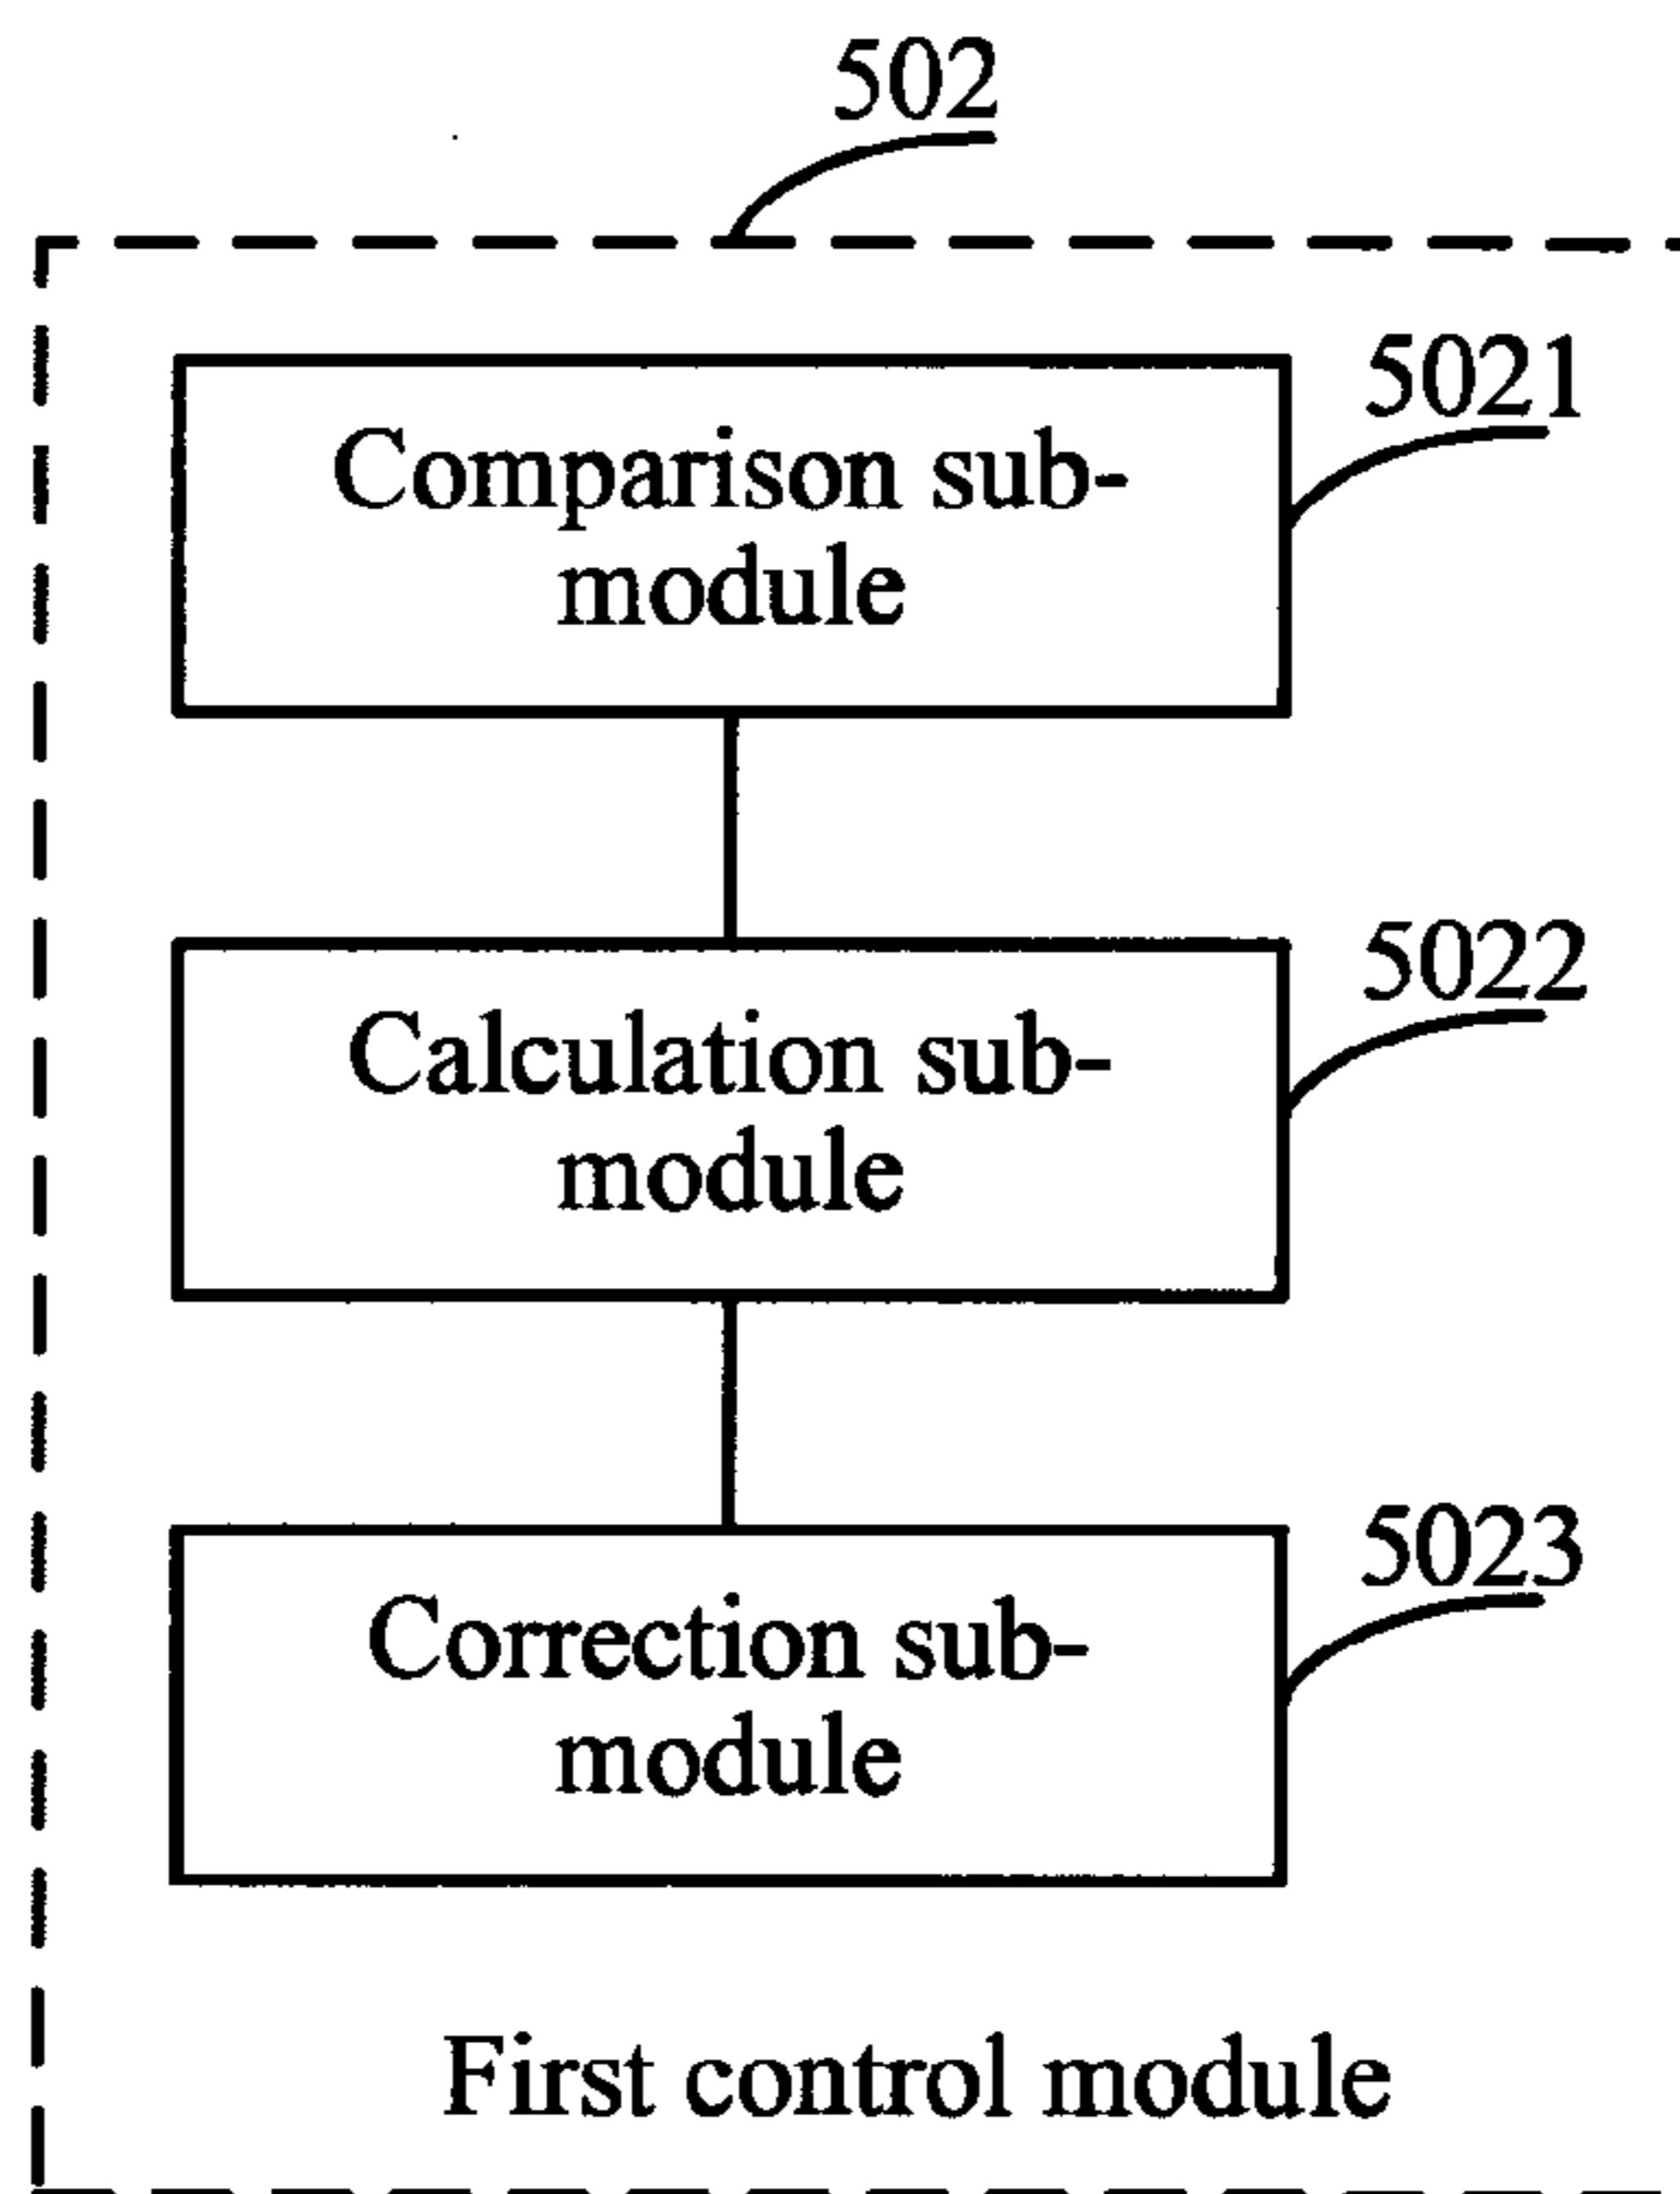 502
5021
Comparison sub-
module
5022
Calculation sub-
module
5023
Correction sub-
module
First control module